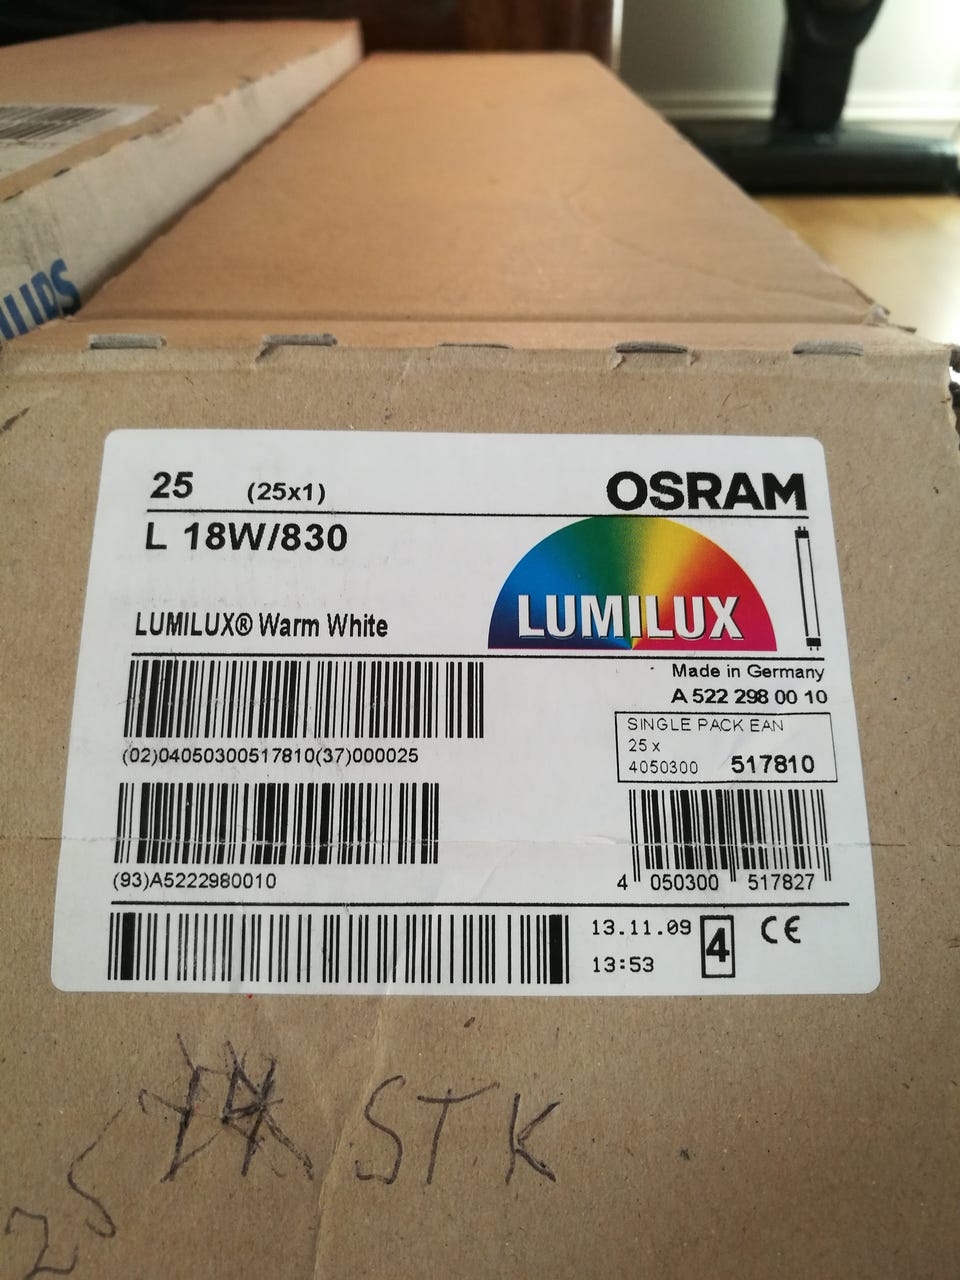 25 (25x1)
OSRAM
L 18W/830
LUMILUX
LUMILUX® Warm White
Made in Germany
A 522 298 00 10
SINGLE PACK EAN
25 x
4050300 517810
(02)04050300517810(37)000025
(93)A5222980010
4 050300 517827
13.11.09
13:53
4
CE
STK
25